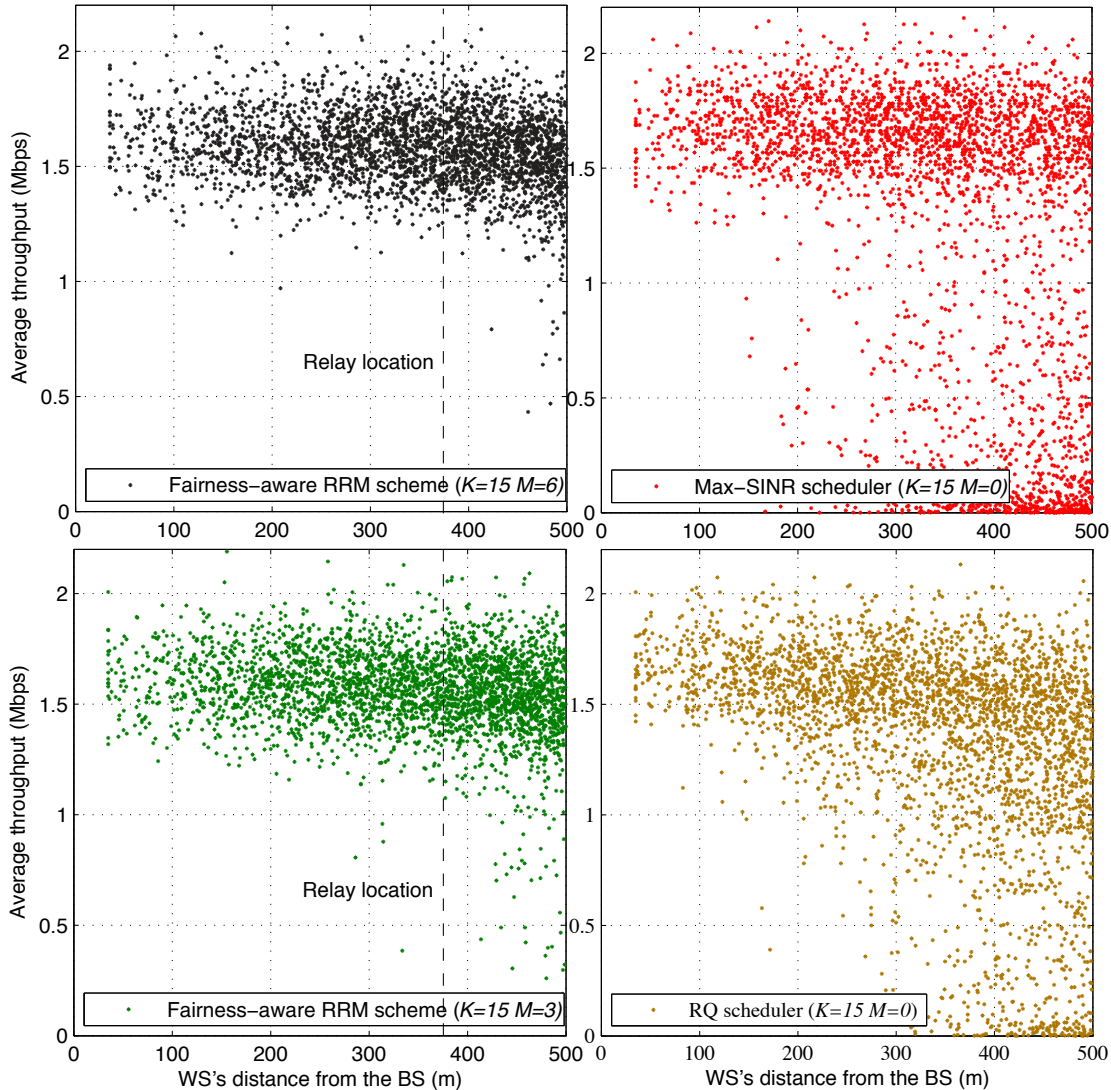 2
1.5
1
0.5
0
Average throughput (Mbps)
Relay location
Fairness−aware RRM scheme (K=15 M=6)
0 100 200 300 400 500
2
1.5
1
0.5
0
Max−SINR scheduler (K=15 M=0)
100 200 300 400 500
2
1.5
1
0.5
0
Average throughput (Mbps)
Relay location
Fairness−aware RRM scheme (K=15 M=3)
0 100 200 300 400 500
WS's distance from the BS (m)
2
1.5
1
0.5
0
RQ scheduler (K=15 M=0)
100 200 300 400 500
WS's distance from the BS (m)